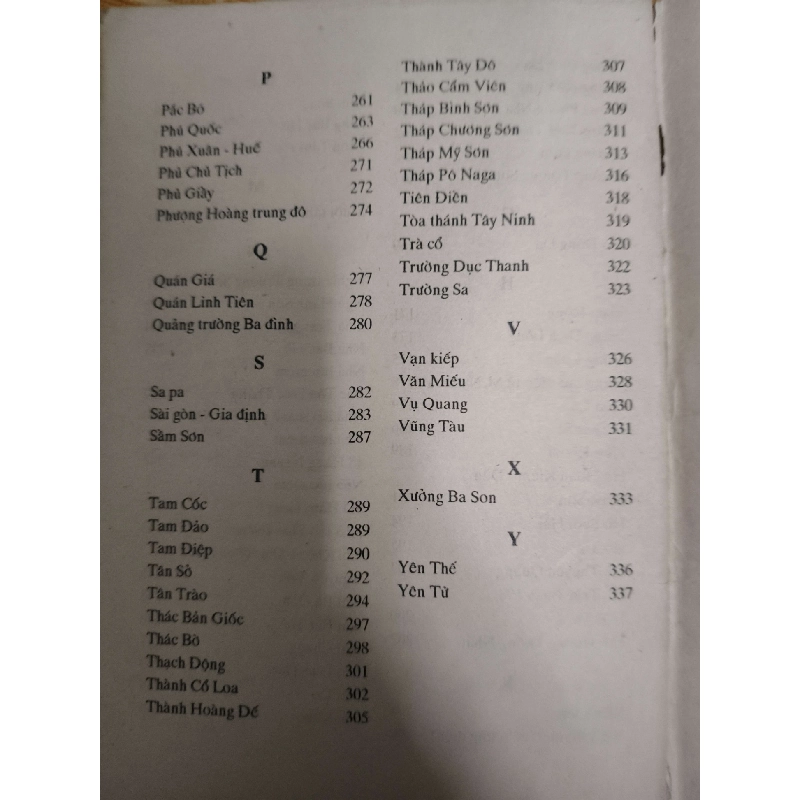 P
Pắc Bó 261
Phú Quốc 263
Phú Xuân - Huế 266
Phủ Chủ Tịch 271
Phủ Giầy 272
Phượng Hoàng trung đô 274
Q
Quán Giá 277
Quán Linh Tiên 278
Quảng trường Ba đình 280
S
Sa pa 282
Sài gòn - Gia định 283
Sầm Sơn 287
T
Tam Cốc 289
Tam Dảo 289
Tam Điệp 290
Tân Sở 292
Tân Trào 294
Thác Bản Giốc 297
Thác Bờ 298
Thạch Động 301
Thành Cổ Loa 302
Thành Hoàng Dế 305
Thành Tây Dô 307
Thảo Cầm Viên 308
Tháp Bình Sơn 309
Tháp Chương Sơn 311
Tháp Mỹ Sơn 313
Tháp Pô Naga 316
Tiên Diền 318
Tòa thánh Tây Ninh 319
Trà cổ 320
Trường Dục Thanh 322
Trường Sa 323
V
Vạn kiếp 326
Văn Miếu 328
Vụ Quang 330
Vũng Tàu 331
X
Xưởng Ba Son 333
Y
Yên Thế 336
Yên Tử 337